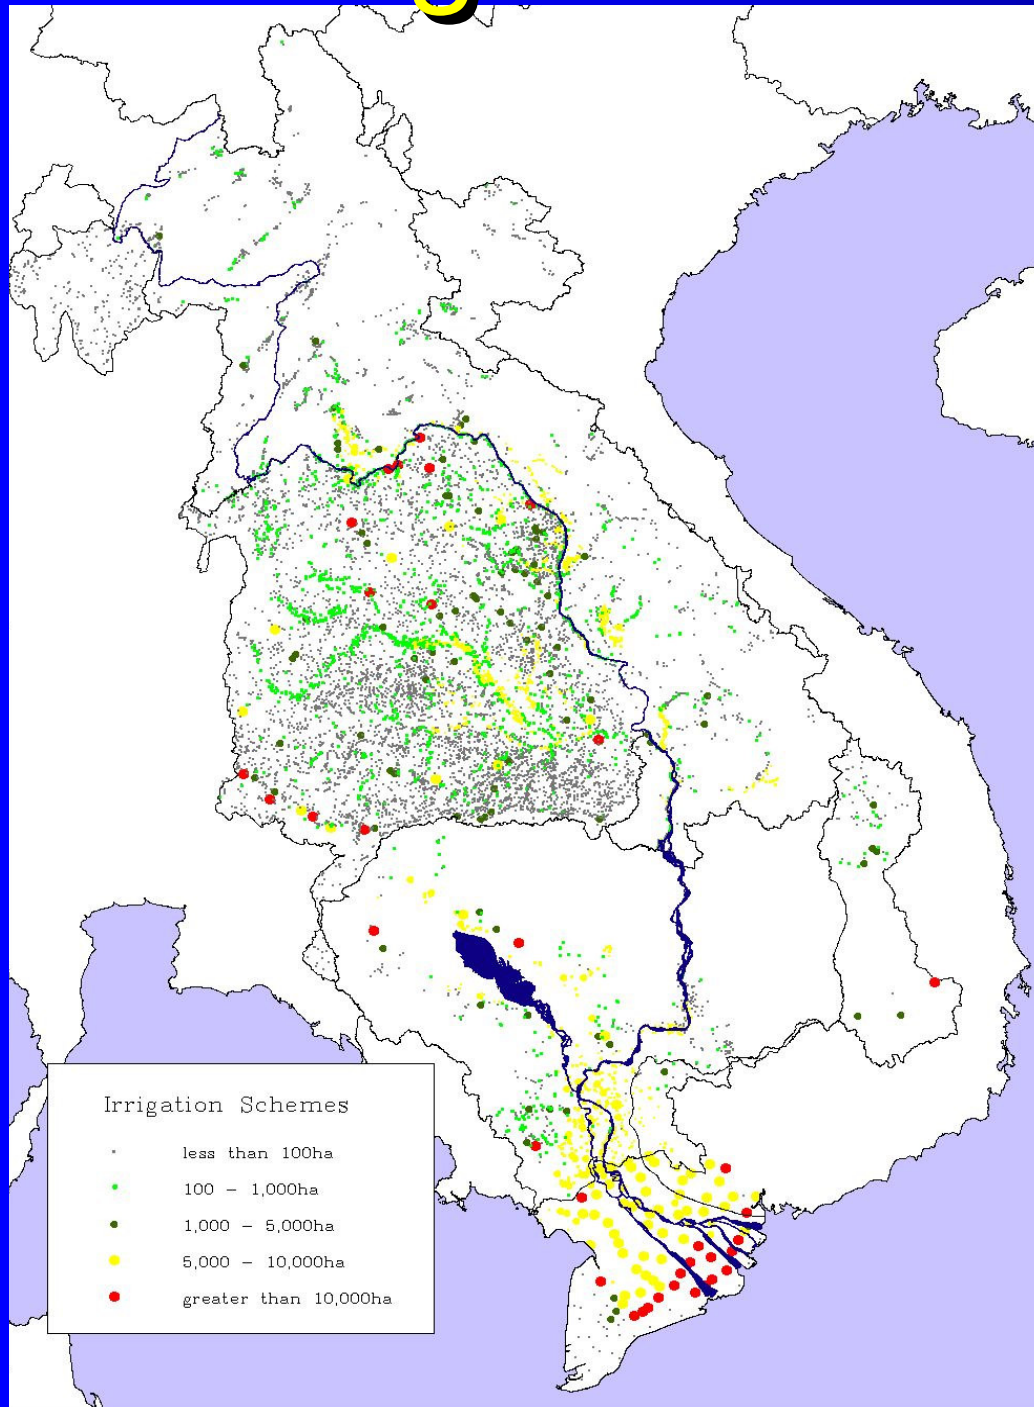 Irrigation Schemes
less than 100ha
100 - 1,000ha
1,000 - 5,000ha
5,000 - 10,000ha
greater than 10,000ha